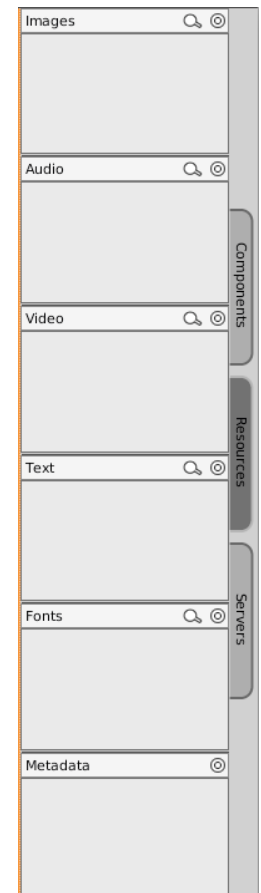 Images
Audio
Video
Text
Fonts
Metadata
Components
Resources
Servers